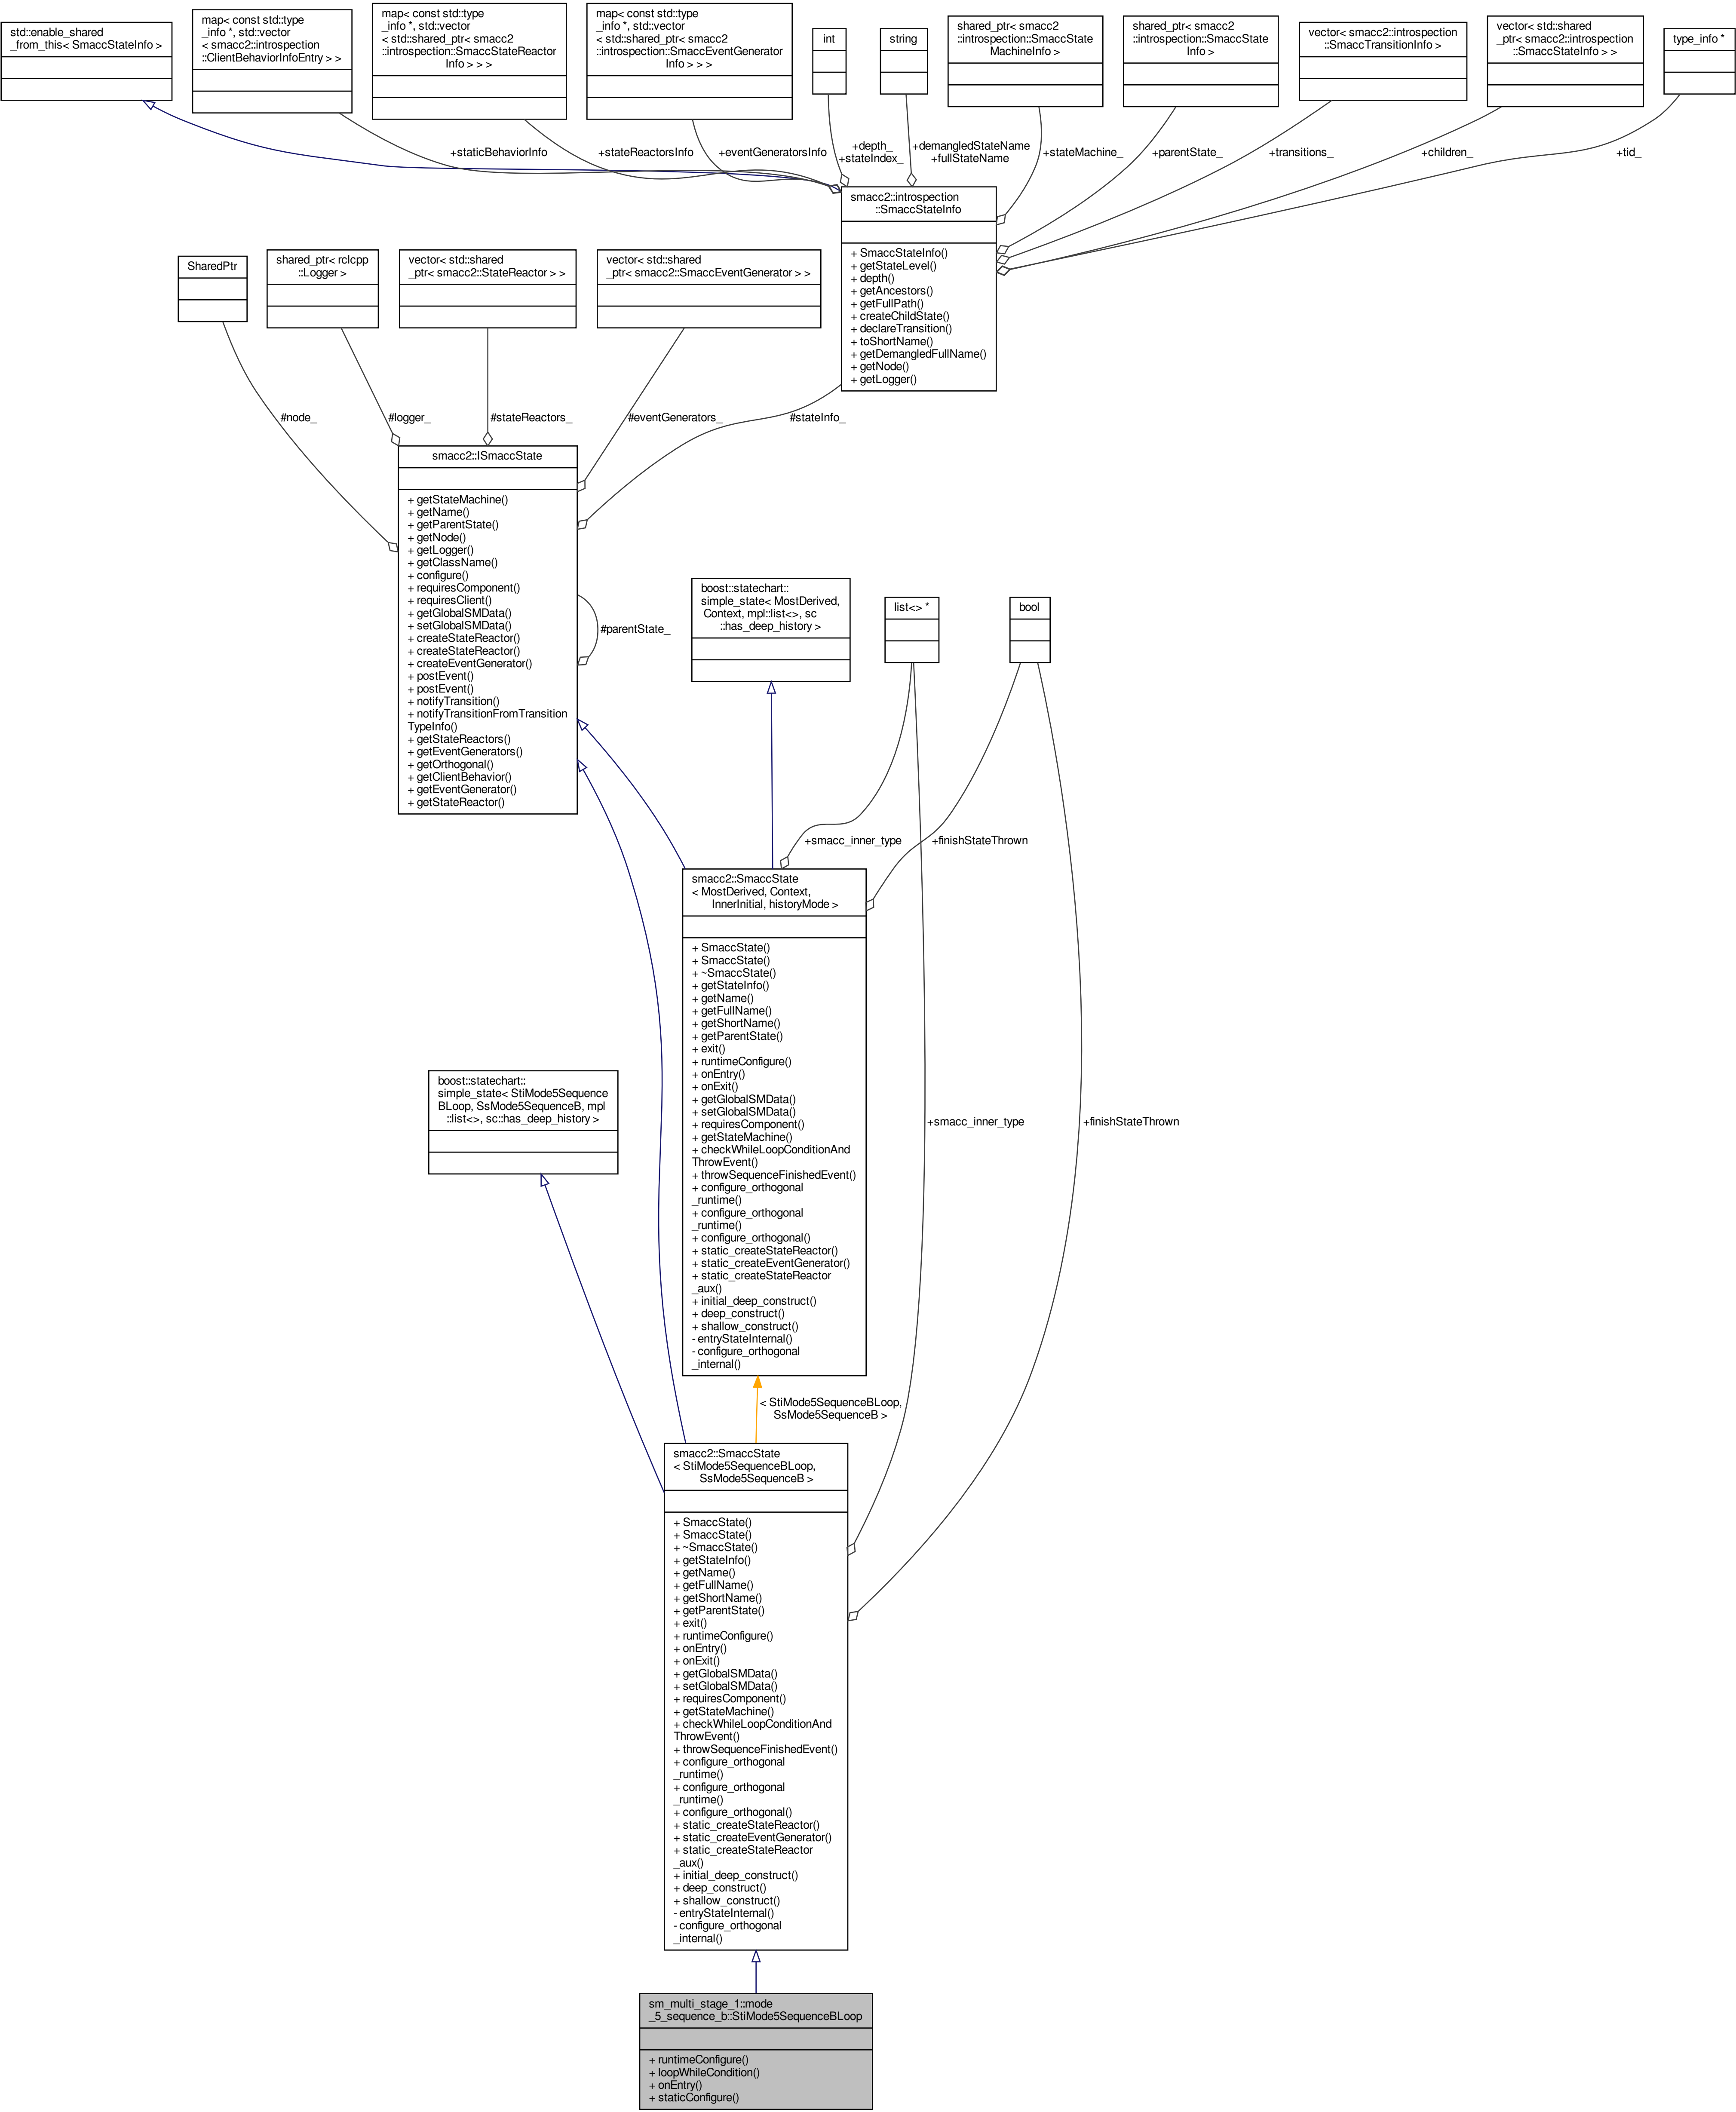 std::enable_shared
_from_this< SmaccStateInfo >
map< const std::type
_info *, std::vector
< smacc2::introspection
::ClientBehaviorInfoEntry > >
map< const std::type
_info *, std::vector
< std::shared_ptr< smacc2
::introspection::SmaccStateReactor
Info > > >
map< const std::type
_info *, std::vector
< std::shared_ptr< smacc2
::introspection::SmaccEventGenerator
Info > > >
int
string
shared_ptr< smacc2
::introspection::SmaccState
MachineInfo >
shared_ptr< smacc2
::introspection::SmaccState
Info >
vector< smacc2::introspection
::SmaccTransitionInfo >
vector< std::shared
_ptr< smacc2::introspection
::SmaccStateInfo > >
type_info *
+staticBehaviorInfo
+stateReactorsInfo
+eventGeneratorsInfo
+depth_
+stateIndex_
+demangledStateName
+fullStateName
+stateMachine_
+parentState_
+transitions_
+children_
+tid_
smacc2::introspection
::SmaccStateInfo
+ SmaccStateInfo()
+ getStateLevel()
+ depth()
+ getAncestors()
+ getFullPath()
+ createChildState()
+ declareTransition()
+ toShortName()
+ getDemangledFullName()
+ getNode()
+ getLogger()
SharedPtr
shared_ptr< rclcpp
::Logger >
vector< std::shared
_ptr< smacc2::StateReactor > >
vector< std::shared
_ptr< smacc2::SmaccEventGenerator > >
#node_
#logger_
#stateReactors_
#eventGenerators_
#stateInfo_
smacc2::ISmaccState
+ getStateMachine()
+ getName()
+ getParentState()
+ getNode()
+ getLogger()
+ getClassName()
+ configure()
+ requiresComponent()
+ requiresClient()
+ getGlobalSMData()
+ setGlobalSMData()
+ createStateReactor()
+ createStateReactor()
+ createEventGenerator()
+ postEvent()
+ postEvent()
+ notifyTransition()
+ notifyTransitionFromTransition
TypeInfo()
+ getStateReactors()
+ getEventGenerators()
+ getOrthogonal()
+ getClientBehavior()
+ getEventGenerator()
+ getStateReactor()
#parentState_
boost::statechart::
simple_state< MostDerived,
Context, mpl::list<>, sc
::has_deep_history >
list<> *
bool
+smacc_inner_type
+finishStateThrown
smacc2::SmaccState
< MostDerived, Context,
InnerInitial, historyMode >
+ SmaccState()
+ SmaccState()
+ ~SmaccState()
+ getStateInfo()
+ getName()
+ getFullName()
+ getShortName()
+ getParentState()
+ exit()
+ runtimeConfigure()
+ onEntry()
+ onExit()
+ getGlobalSMData()
+ setGlobalSMData()
+ requiresComponent()
+ getStateMachine()
+ checkWhileLoopConditionAnd
ThrowEvent()
+ throwSequenceFinishedEvent()
+ configure_orthogonal
_runtime()
+ configure_orthogonal
_runtime()
+ configure_orthogonal()
+ static_createStateReactor()
+ static_createEventGenerator()
+ static_createStateReactor
_aux()
+ initial_deep_construct()
+ deep_construct()
+ shallow_construct()
- entryStateInternal()
- configure_orthogonal
_internal()
boost::statechart::
simple_state< StiMode5Sequence
BLoop, SsMode5SequenceB, mpl
::list<>, sc::has_deep_history >
+smacc_inner_type
+finishStateThrown
< StiMode5SequenceBLoop,
SsMode5SequenceB >
smacc2::SmaccState
< StiMode5SequenceBLoop,
SsMode5SequenceB >
+ SmaccState()
+ SmaccState()
+ ~SmaccState()
+ getStateInfo()
+ getName()
+ getFullName()
+ getShortName()
+ getParentState()
+ exit()
+ runtimeConfigure()
+ onEntry()
+ onExit()
+ getGlobalSMData()
+ setGlobalSMData()
+ requiresComponent()
+ getStateMachine()
+ checkWhileLoopConditionAnd
ThrowEvent()
+ throwSequenceFinishedEvent()
+ configure_orthogonal
_runtime()
+ configure_orthogonal
_runtime()
+ configure_orthogonal()
+ static_createStateReactor()
+ static_createEventGenerator()
+ static_createStateReactor
_aux()
+ initial_deep_construct()
+ deep_construct()
+ shallow_construct()
- entryStateInternal()
- configure_orthogonal
_internal()
sm_multi_stage_1::mode
_5_sequence_b::StiMode5SequenceBLoop
+ runtimeConfigure()
+ loopWhileCondition()
+ onEntry()
+ staticConfigure()